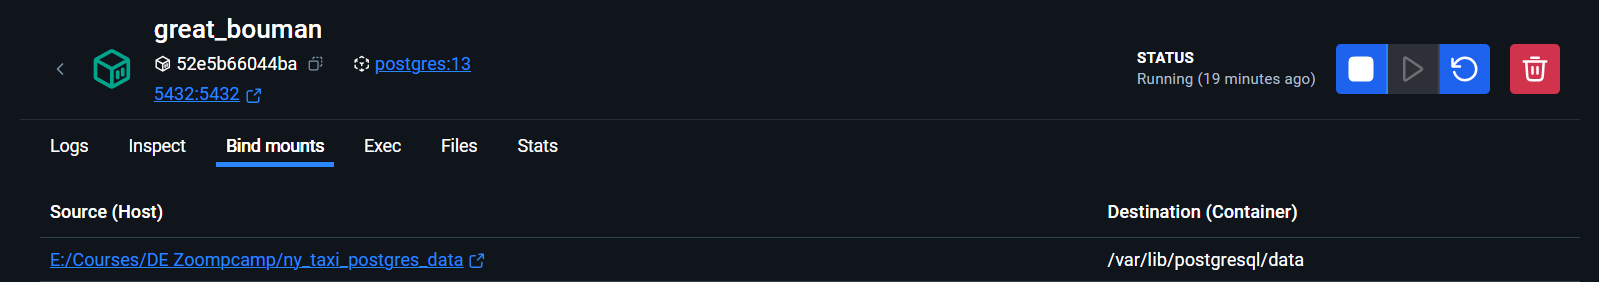 great_bouman
52e5b66044ba postgres:13
5432:5432
STATUS
Running (19 minutes ago)
Logs Inspect Bind mounts Exec Files Stats
Source (Host) Destination (Container)
E:/Courses/DE Zoompcamp/ny_taxi_postgres_data /var/lib/postgresql/data